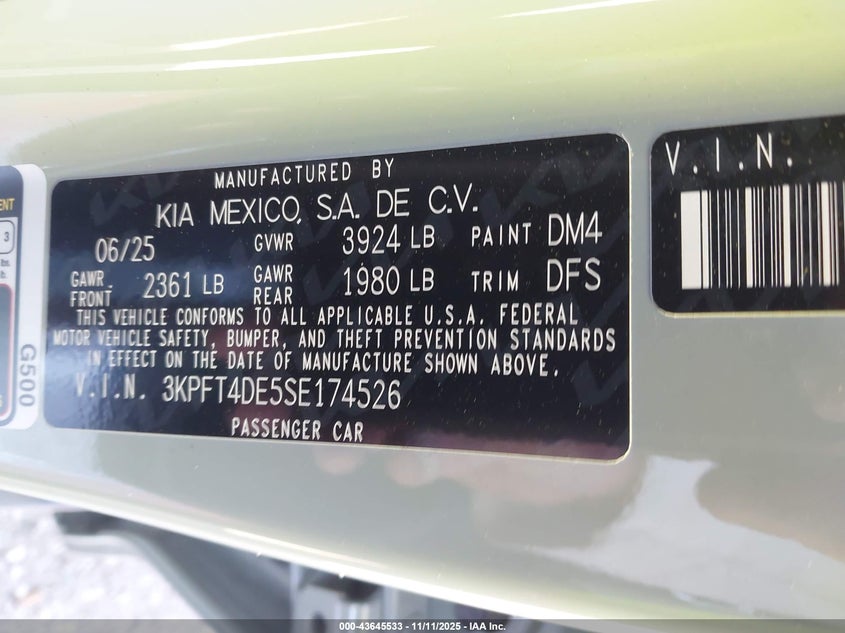 MANUFACTURED BY
KIA MEXICO, S.A. DE C.V.
06/25 GVWR 3924 LB PAINT DM4
GAWR FRONT 2361 LB GAWR REAR 1980 LB TRIM DFS
THIS VEHICLE CONFORMS TO ALL APPLICABLE U.S.A. FEDERAL
MOTOR VEHICLE SAFETY, BUMPER, AND THEFT PREVENTION STANDARDS
IN EFFECT ON THE DATE OF MANUFACTURE SHOWN ABOVE.
V.I.N. 3KPFT4DE5SE174526
PASSENGER CAR
V.I.N.
3
G500
000-43645533 - 11/11/2025 - IAA Inc.